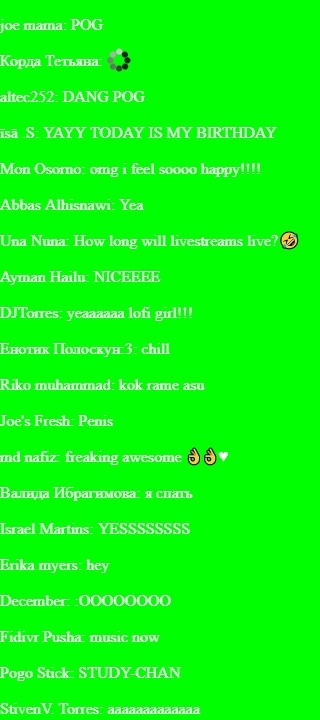 joe mama: POG
Корда Тетьяна:
altec252: DANG POG
ïsä .S: YAYY TODAY IS MY BIRTHDAY
Mon Osorno: omg i feel soooo happy!!!!
Abbas Alhisnawi: Yea
Una Nuna: How long will livestreams live?🤣
Ayman Hailu: NICEEEE
DJTorres: yeaaaaaa lofi girl!!!
Енотик Полоскун:3: chill
Riko muhammad: kok rame asu
Joe's Fresh: Penis
md nafiz: freaking awesome 👌👌♥
Валида Ибрагимова: я спать
Israel Martins: YESSSSSSSS
Erika myers: hey
December: :OOOOOOOO
Fidivr Pusha: music now
Pogo Stick: STUDY-CHAN
StivenV. Torres: aaaaaaaaaaaaa